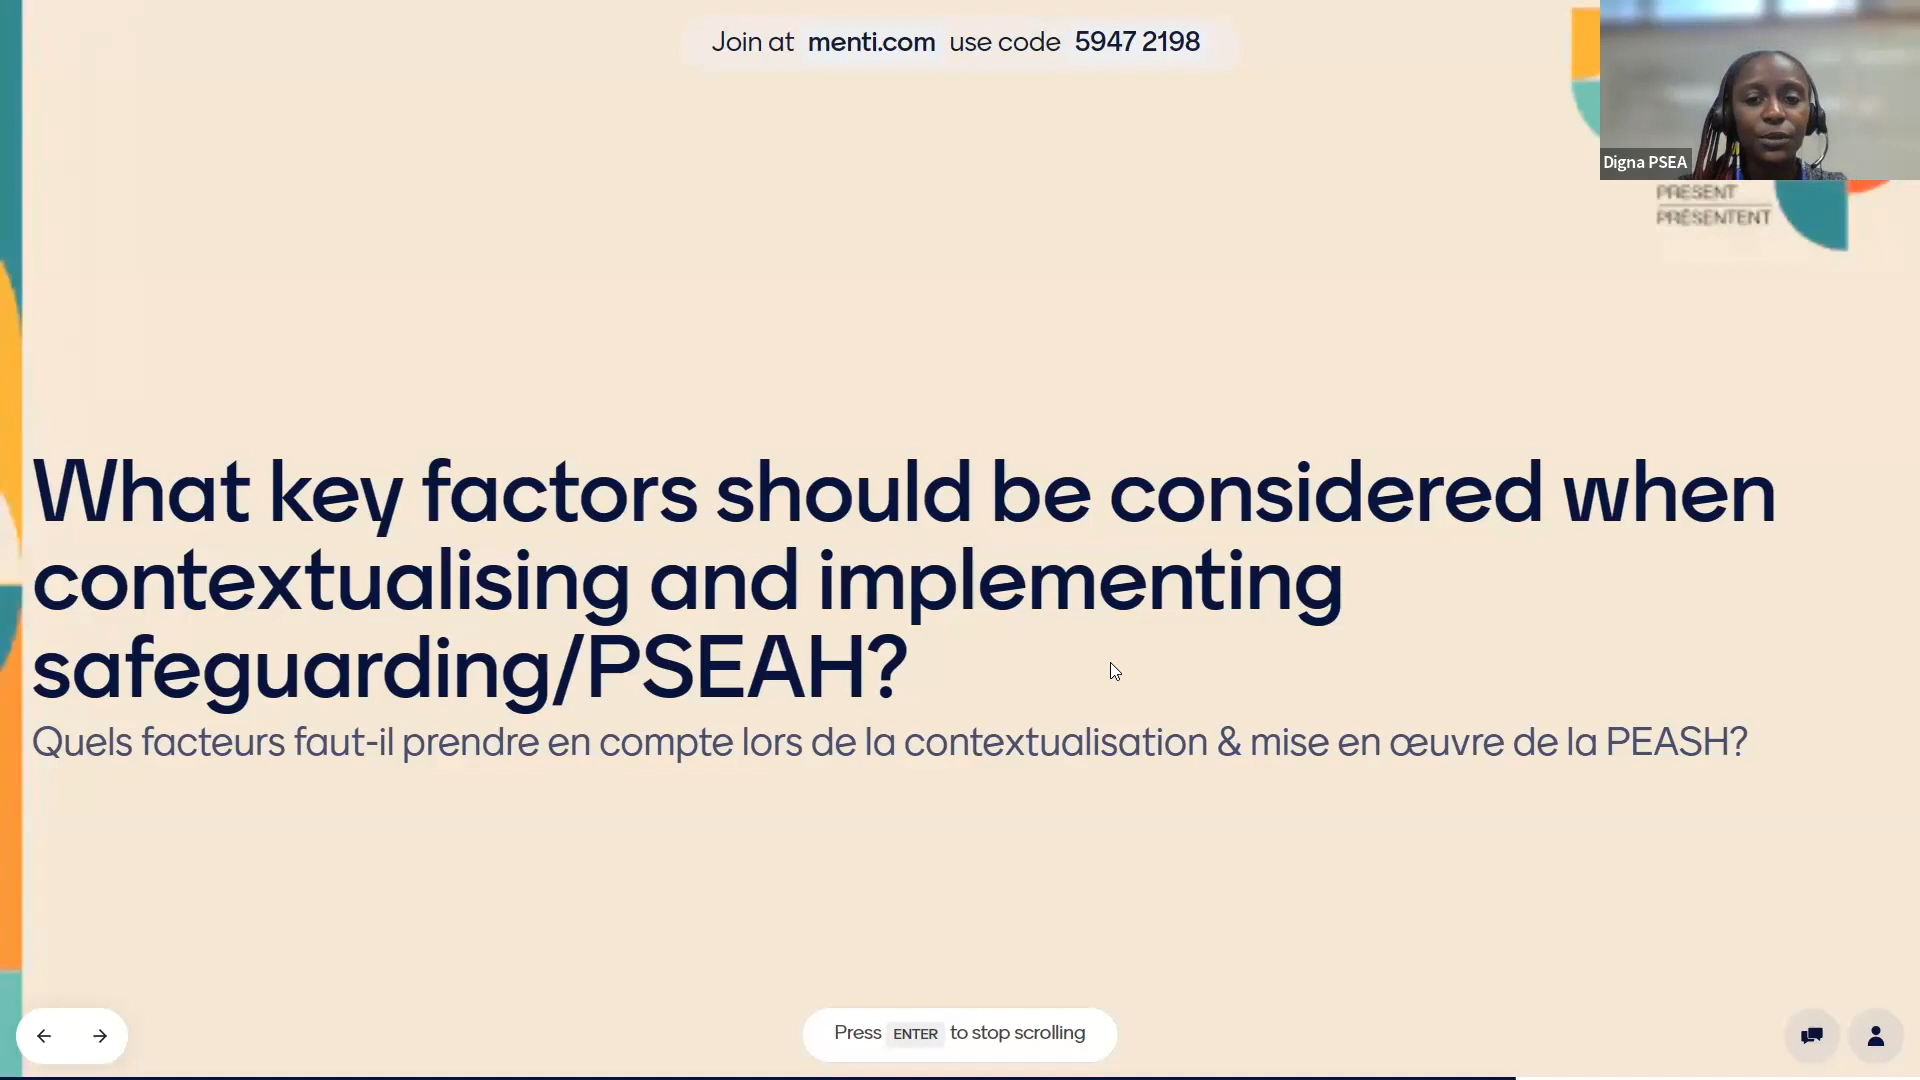 Join at menti.com use code 5947 2198
Digna PSEA
PRESENT
PRÉSENTENT
What key factors should be considered when
contextualising and implementing
safeguarding/PSEAH?
Quels facteurs faut-il prendre en compte lors de la contextualisation & mise en œuvre de la PEASH?
Press ENTER to stop scrolling